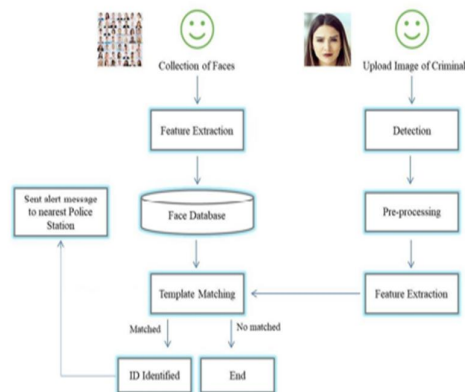 Collection of Faces
Upload Image of Criminal
Feature Extraction
Detection
Sent alert message
to nearest Police
Station
Face Database
Pre-processing
Template Matching
Feature Extraction
Matched
No matched
ID Identified
End